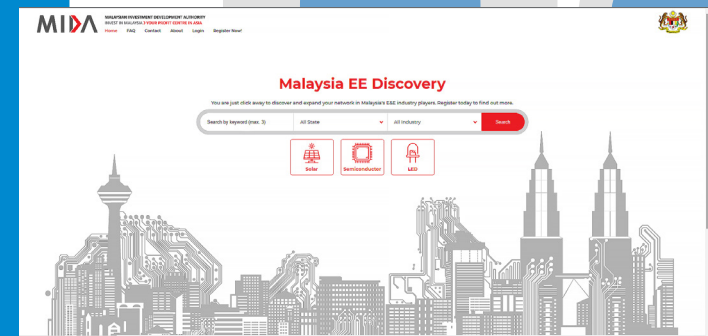 MIDA
MALAYSIAN INVESTMENT DEVELOPMENT AUTHORITY
INVEST IN MALAYSIA | YOUR PROFIT CENTRE IN ASIA
Home FAQ Contact About Login Register Now!
Malaysia EE Discovery
You are just click away to discover and expand your network in Malaysia's E&E industry players. Register today to find out more.
Search by keyword (max. 3) All State All Industry Search
Solar Semiconductor LED